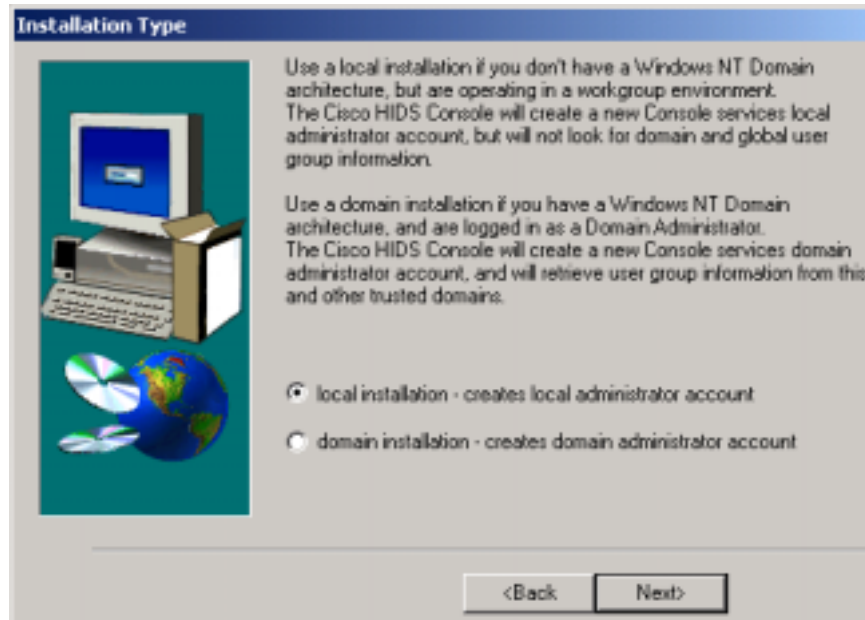 Installation Type
Use a local installation if you don't have a Windows NT Domain
architecture, but are operating in a workgroup environment.
The Cisco HIDS Console will create a new Console services local
administrator account, but will not look for domain and global user
group information.
Use a domain installation if you have a Windows NT Domain
architecture, and are logged in as a Domain Administrator.
The Cisco HIDS Console will create a new Console services domain
administrator account, and will retrieve user group information from this
and other trusted domains.
local installation - creates local administrator account
domain installation - creates domain administrator account
<Back
Next>